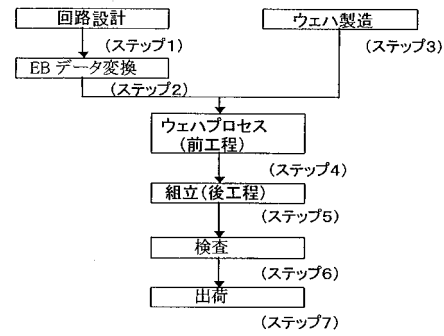 回路設計
(ステップ1)
ウェハ製造
(ステップ3)
EBデータ変換
(ステップ2)
ウェハプロセス
(前工程)
(ステップ4)
組立(後工程)
(ステップ5)
検査
(ステップ6)
出荷
(ステップ7)